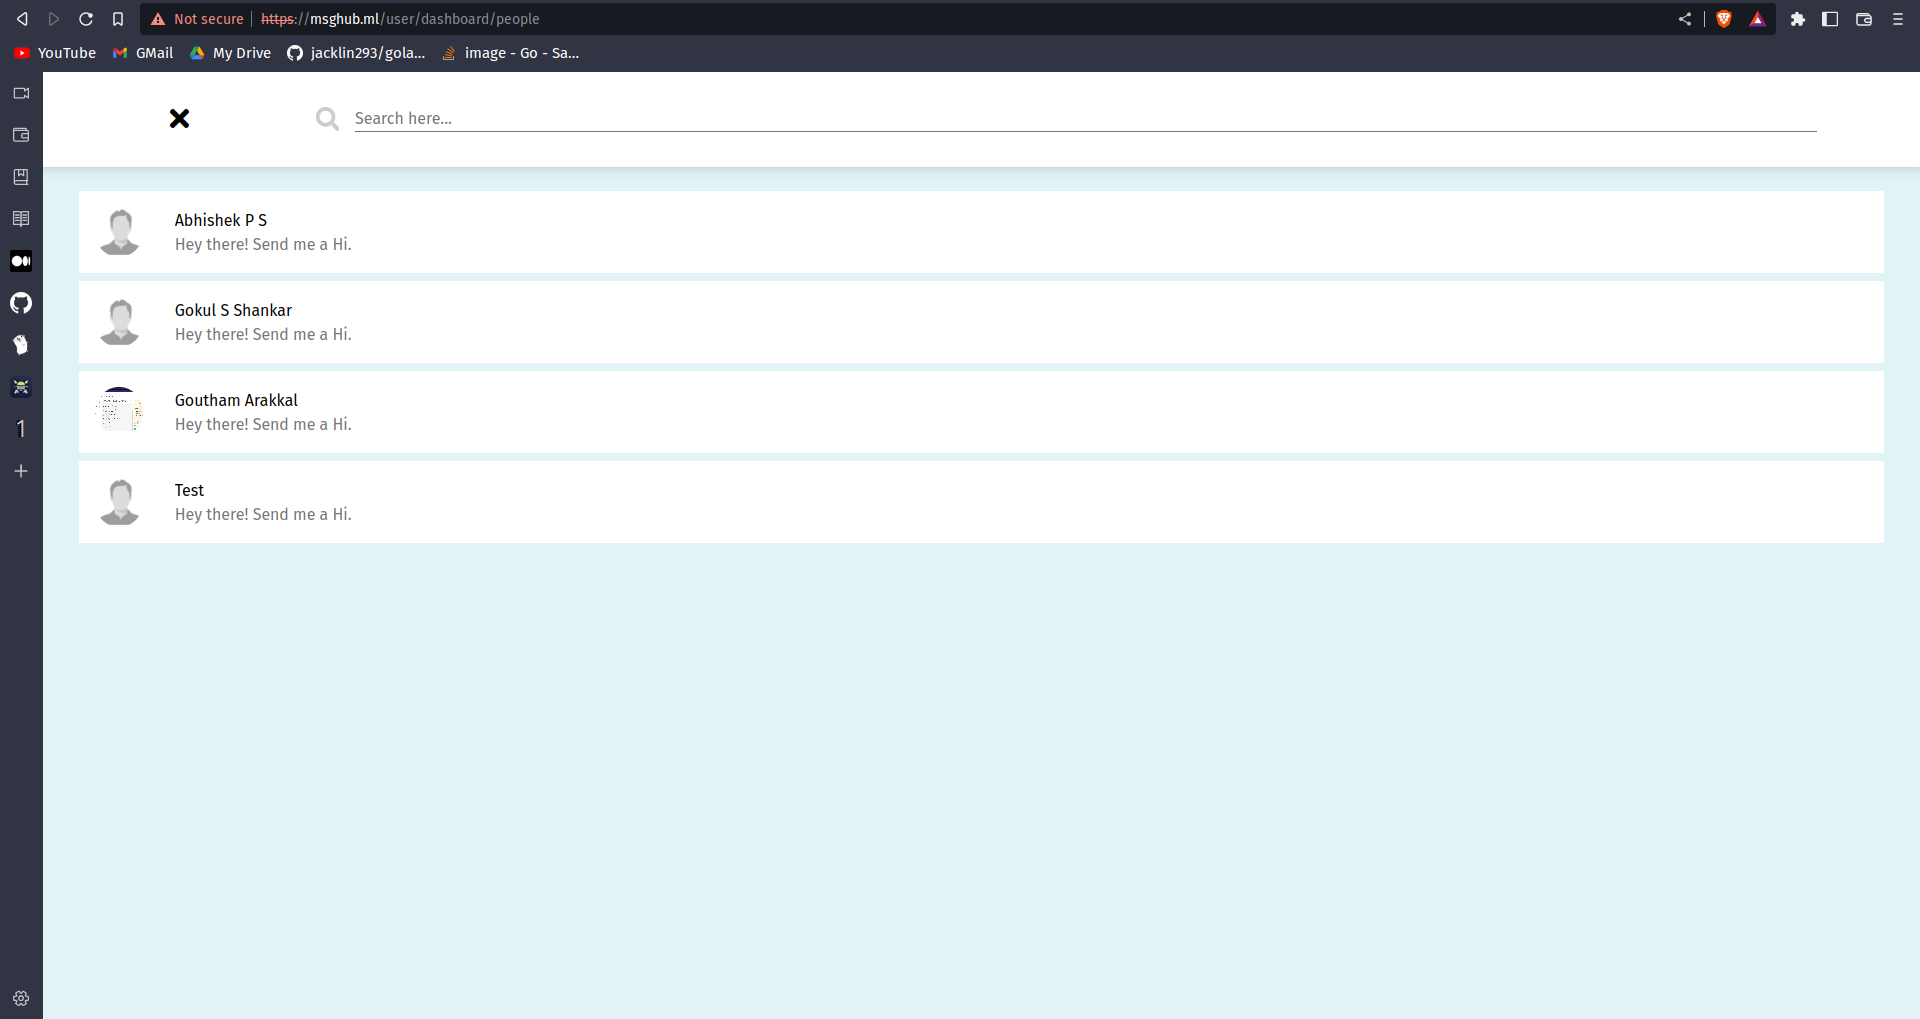 Not secure https://msghub.ml/user/dashboard/people
YouTube GMail My Drive jacklin293/gola... image - Go - Sa...
Search here...
Abhishek P S
Hey there! Send me a Hi.
Gokul S Shankar
Hey there! Send me a Hi.
Goutham Arakkal
Hey there! Send me a Hi.
Test
Hey there! Send me a Hi.
1